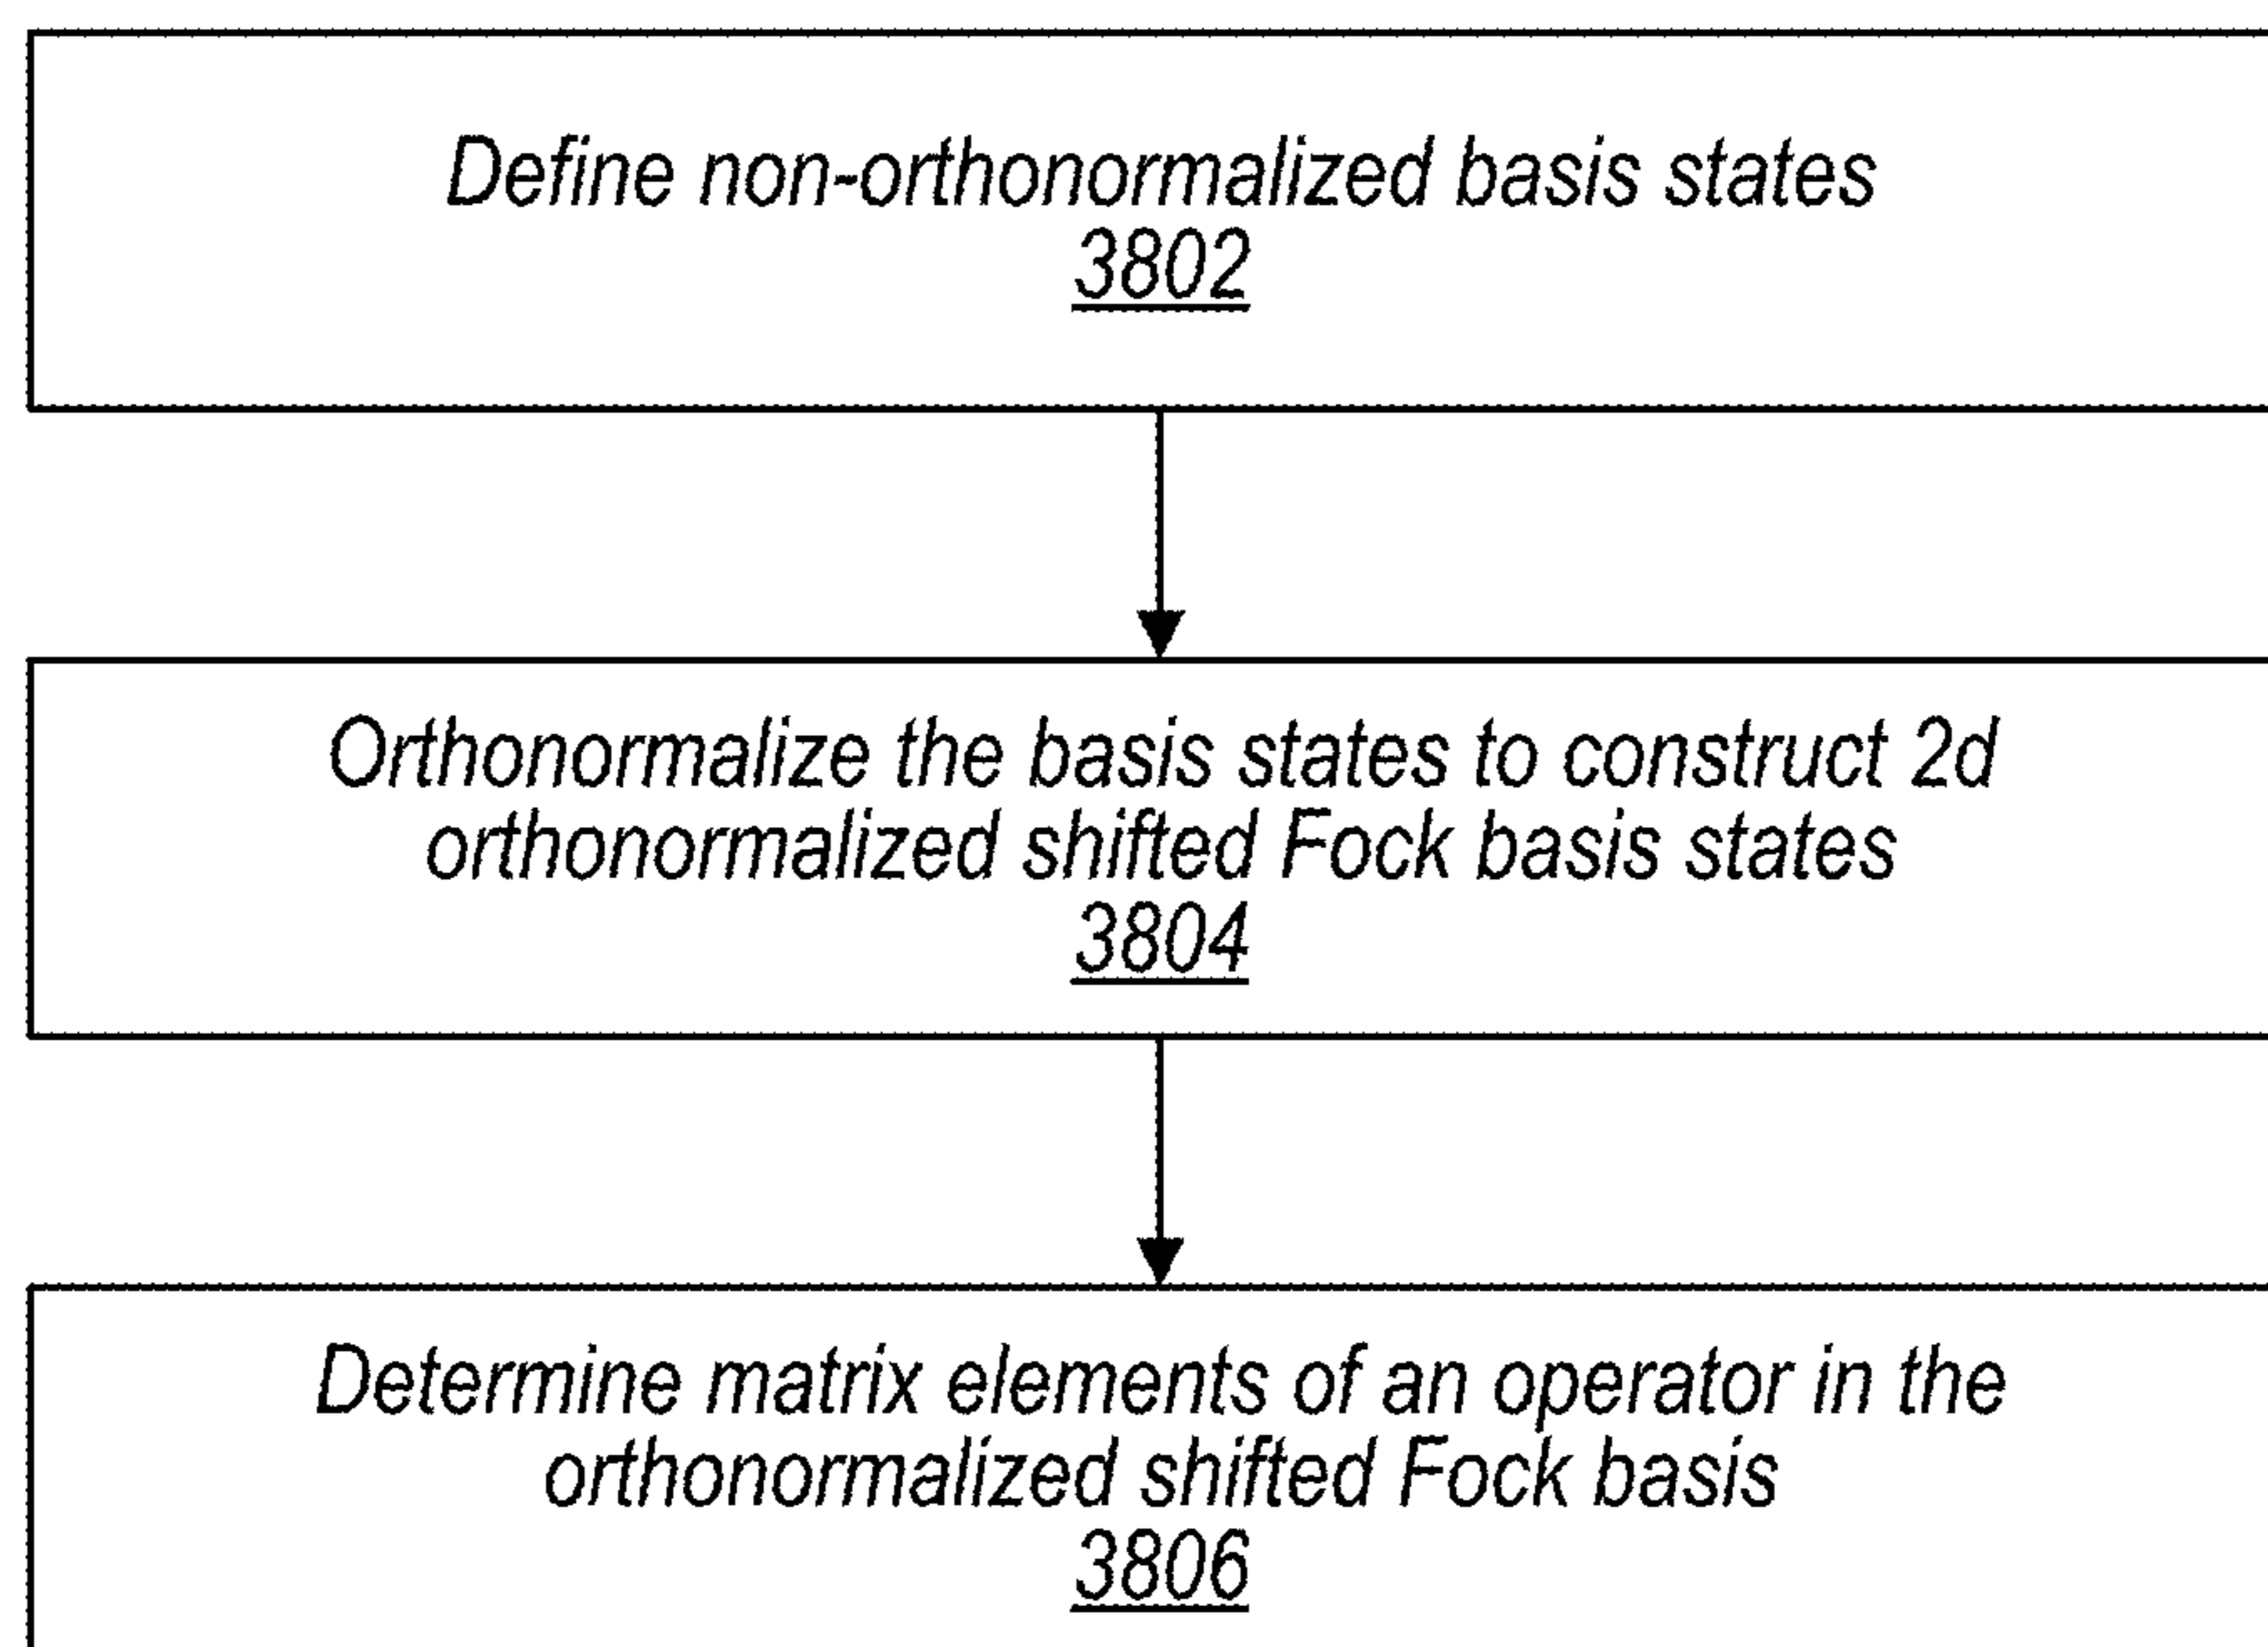 Define non-orthonormalized basis states
3802
Orthonormalize the basis states to construct 2d
orthonormalized shifted Fock basis states
3804
Determine matrix elements of an operator in the
orthonormalized shifted Fock basis
3806